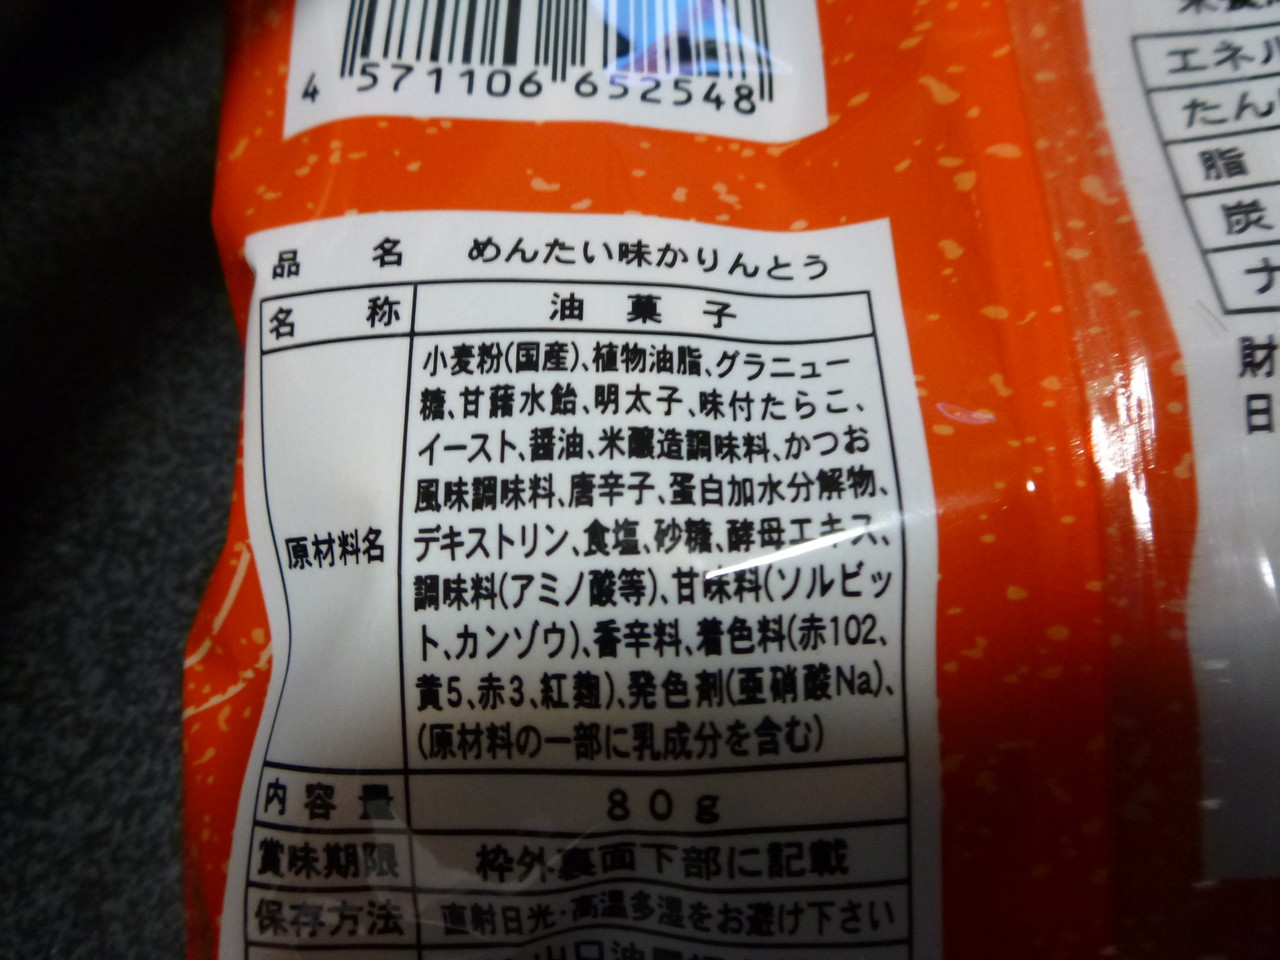 4 571106 652548
品名 めんたい味かりんとう
名称 油菓子
原材料名
小麦粉(国産)、植物油脂、グラニュー
糖、甘藷水飴、明太子、味付たらこ、
イースト、醤油、米醸造調味料、かつお
風味調味料、唐辛子、蛋白加水分解物、
デキストリン、食塩、砂糖、酵母エキス、
調味料(アミノ酸等)、甘味料(ソルビッ
ト、カンゾウ)、香辛料、着色料(赤102、
黄5、赤3、紅麹)、発色剤(亜硝酸Na)、
(原材料の一部に乳成分を含む)
内容量 80g
賞味期限 枠外裏面下部に記載
保存方法 直射日光・高温多湿をお避け下さい
エネル
たん
脂
炭
ナ
財
日